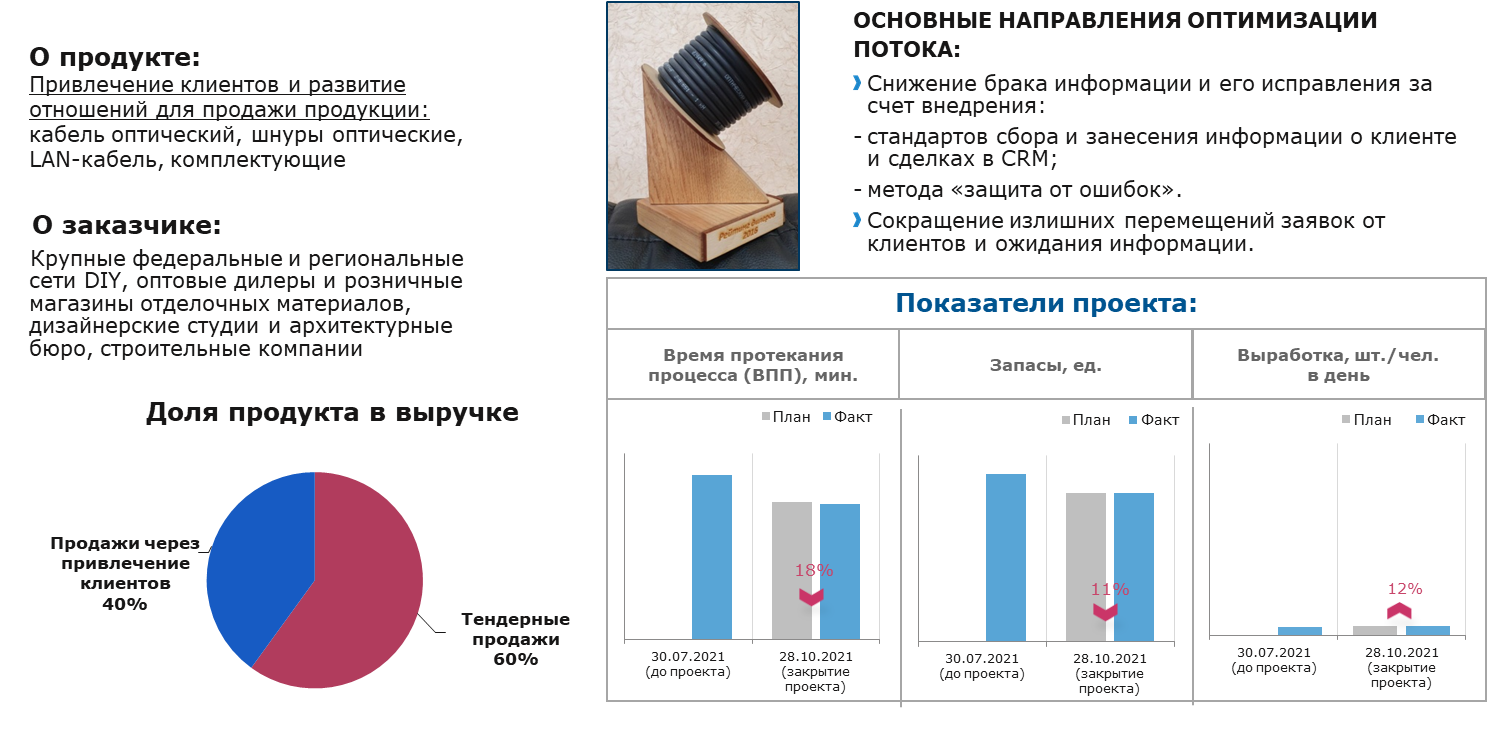 О продукте:
Привлечение клиентов и развитие
отношений для продажи продукции:
кабель оптический, шнуры оптические,
LAN-кабель, комплектующие
О заказчике:
Крупные федеральные и региональные
сети DIY, оптовые дилеры и розничные
магазины отделочных материалов,
дизайнерские студии и архитектурные
бюро, строительные компании
Доля продукта в выручке
Продажи через
привлечение
клиентов
40%
Тендерные
продажи
60%
Рейтинг дилеров
2016
ОСНОВНЫЕ НАПРАВЛЕНИЯ ОПТИМИЗАЦИИ
ПОТОКА:
Снижение брака информации и его исправления за
счет внедрения:
- стандартов сбора и занесения информации о клиенте
и сделках в CRM;
- метода «защита от ошибок».
Сокращение излишних перемещений заявок от
клиентов и ожидания информации.
Показатели проекта:
Время протекания
процесса (ВПП), мин.
План Факт
18%
30.07.2021
(до проекта)
28.10.2021
(закрытие
проекта)
Запасы, ед.
План Факт
11%
30.07.2021
(до проекта)
28.10.2021
(закрытие
проекта)
Выработка, шт./чел.
в день
План Факт
12%
30.07.2021
(до проекта)
28.10.2021
(закрытие
проекта)